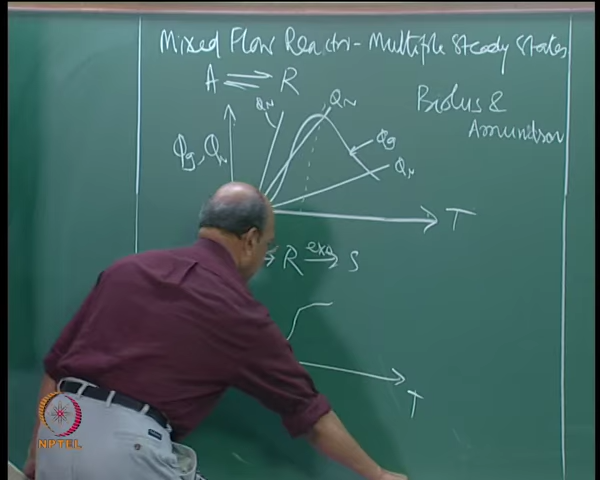 Mixed Flow Reactor - Multiple Steady States
A ⇌ R
Bilous &
Amundson
Qr
Qr
Qg, Qr
Qg
Qr
T
→ R exo→ S
T
NPTEL